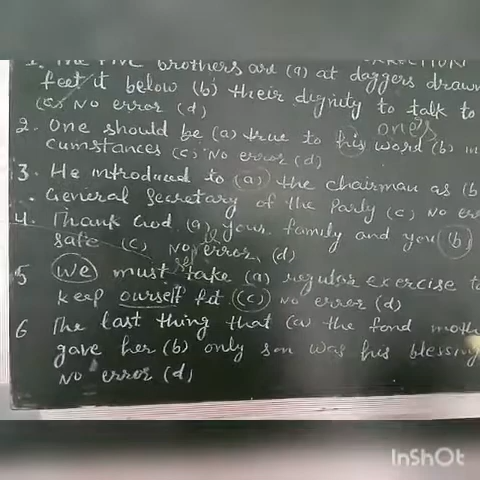 1. The five brothers are (a) at daggers drawn
feel it below (b) their dignity to talk to
(c) No error (d)
one's
2. One should be (a) true to his word (b) in
cumstances (c) No error (d)
3. He introduced to (a) the chairman as (b)
General Secretary of the Party (c) No er
4. Thank God (a) your family and you (b)
safe (c) No error (d)
5 We must take (a) regular exercise to
keep ourself fit (c) No error (d)
6 The last thing that (a) the fond moth
gave her (b) only son was his blessing
No error (d)
InShOt